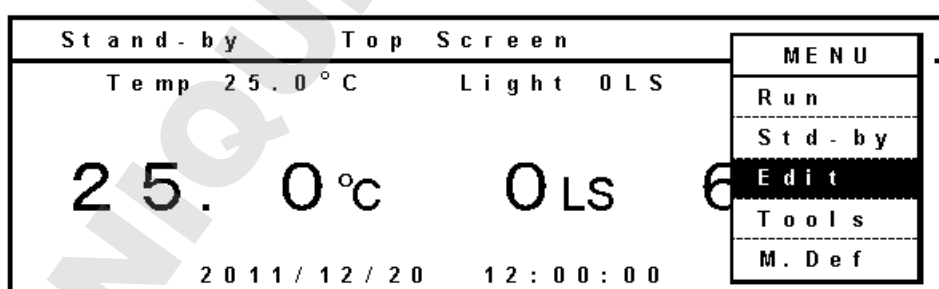 Stand-by Top Screen
MENU
Temp 25.0°C Light 0LS
Run
Std-by
25.0°C 0LS 6
Edit
Tools
M.Def
2011/12/20 12:00:00